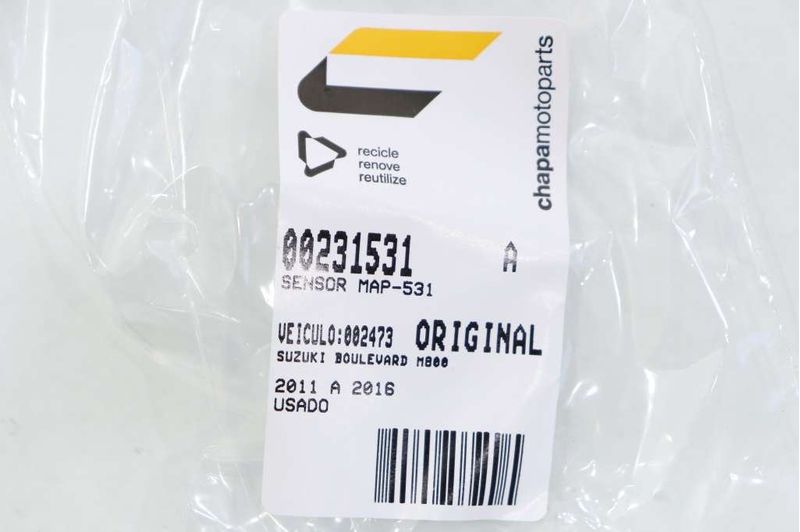 chapamotoparts
recicle
renove
reutilize
00231531 A
SENSOR MAP-531
VEICULO:002473 ORIGINAL
SUZUKI BOULEVARD M800
2011 A 2016
USADO